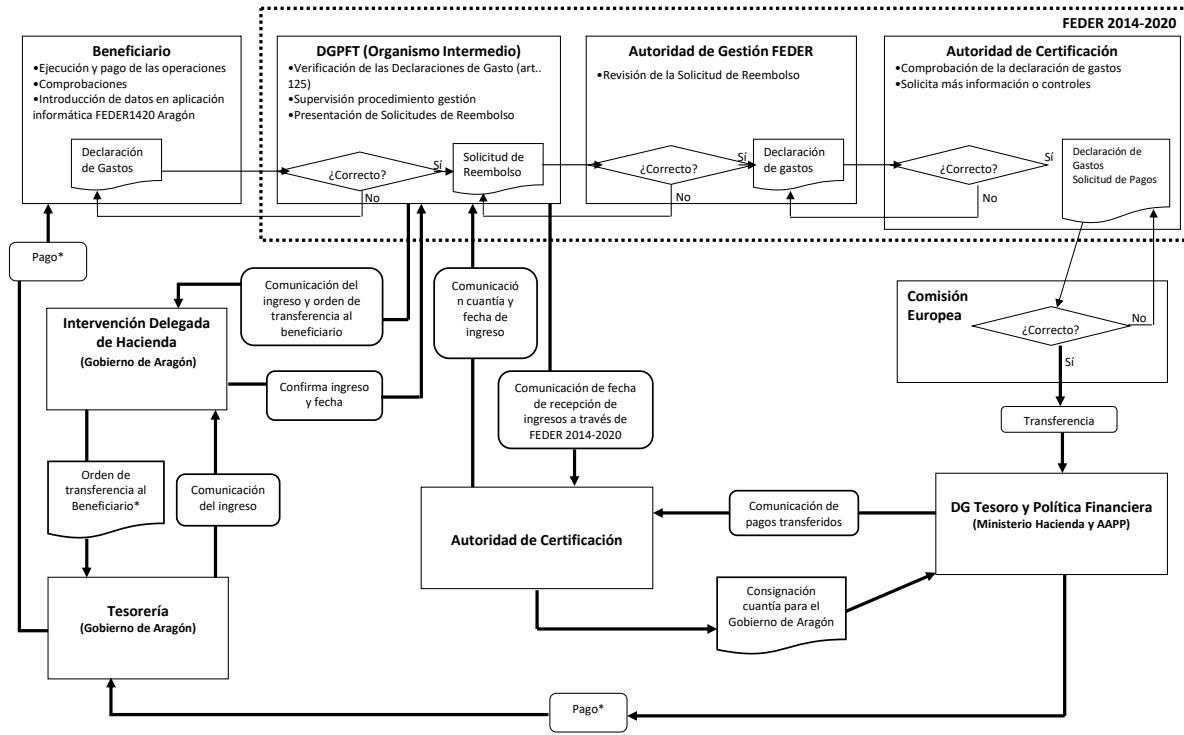 FEDER 2014-2020
Beneficiario
•Ejecución y pago de las operaciones
•Comprobaciones
•Introducción de datos en aplicación
informática FEDER1420 Aragón
Declaración
de Gastos
DGPFT (Organismo Intermedio)
•Verificación de las Declaraciones de Gasto (art..
125)
•Supervisión procedimiento gestión
•Presentación de Solicitudes de Reembolso
¿Correcto?
Sí
No
Solicitud de
Reembolso
Autoridad de Gestión FEDER
•Revisión de la Solicitud de Reembolso
¿Correcto?
Sí
No
Declaración
de gastos
Autoridad de Certificación
•Comprobación de la declaración de gastos
•Solicita más información o controles
¿Correcto?
Sí
No
Declaración de
Gastos
Solicitud de Pagos
Pago*
Comunicación del
ingreso y orden de
transferencia al
beneficiario
Comunicació
n cuantía y
fecha de
ingreso
Comisión
Europea
¿Correcto?
No
Sí
Intervención Delegada
de Hacienda
(Gobierno de Aragón)
Confirma ingreso
y fecha
Comunicación de fecha
de recepción de
ingresos a través de
FEDER 2014-2020
Transferencia
Orden de
transferencia al
Beneficiario*
Comunicación
del ingreso
Autoridad de Certificación
Comunicación de
pagos transferidos
DG Tesoro y Política Financiera
(Ministerio Hacienda y AAPP)
Tesorería
(Gobierno de Aragón)
Consignación
cuantía para el
Gobierno de Aragón
Pago*